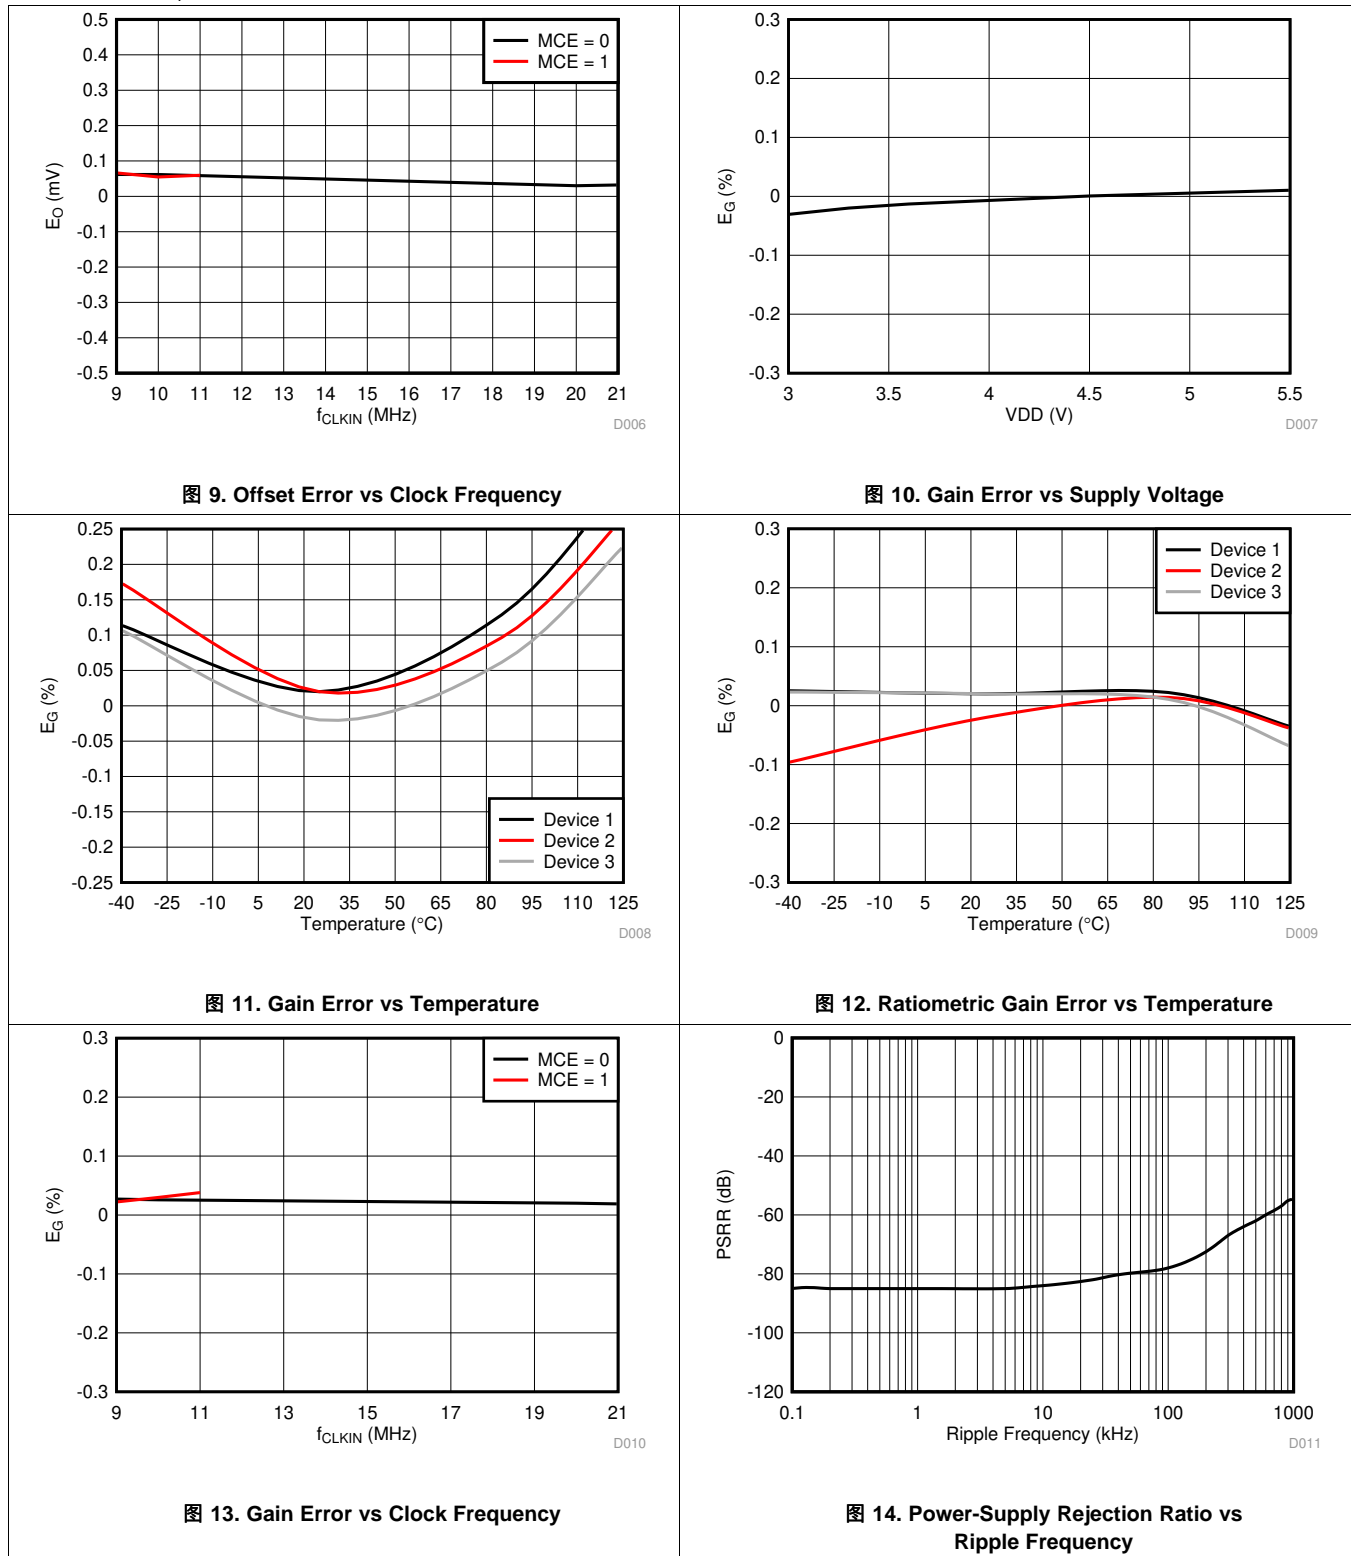 0.5
0.4
0.3
0.2
0.1
0
-0.1
-0.2
-0.3
-0.4
-0.5
E_O (mV)
MCE = 0
MCE = 1
9 10 11 12 13 14 15 16 17 18 19 20 21
f_CLKIN (MHz)
D006
图 9. Offset Error vs Clock Frequency
0.3
0.2
0.1
0
-0.1
-0.2
-0.3
E_G (%)
3 3.5 4 4.5 5 5.5
VDD (V)
D007
图 10. Gain Error vs Supply Voltage
0.25
0.2
0.15
0.1
0.05
0
-0.05
-0.1
-0.15
-0.2
-0.25
E_G (%)
Device 1
Device 2
Device 3
-40 -25 -10 5 20 35 50 65 80 95 110 125
Temperature (°C)
D008
图 11. Gain Error vs Temperature
0.3
0.2
0.1
0
-0.1
-0.2
-0.3
E_G (%)
Device 1
Device 2
Device 3
-40 -25 -10 5 20 35 50 65 80 95 110 125
Temperature (°C)
D009
图 12. Ratiometric Gain Error vs Temperature
0.3
0.2
0.1
0
-0.1
-0.2
-0.3
E_G (%)
MCE = 0
MCE = 1
9 11 13 15 17 19 21
f_CLKIN (MHz)
D010
图 13. Gain Error vs Clock Frequency
0
-20
-40
-60
-80
-100
-120
PSRR (dB)
0.1 1 10 100 1000
Ripple Frequency (kHz)
D011
图 14. Power-Supply Rejection Ratio vs
Ripple Frequency